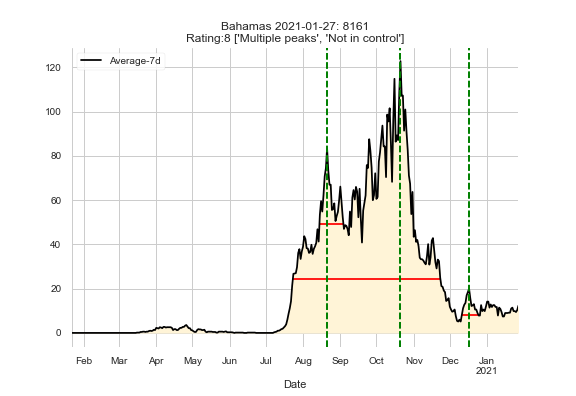 Bahamas 2021-01-27: 8161
Rating:8 ['Multiple peaks', 'Not in control']
Average-7d
120
100
80
60
40
20
0
Feb Mar Apr May Jun Jul Aug Sep Oct Nov Dec Jan
2021
Date